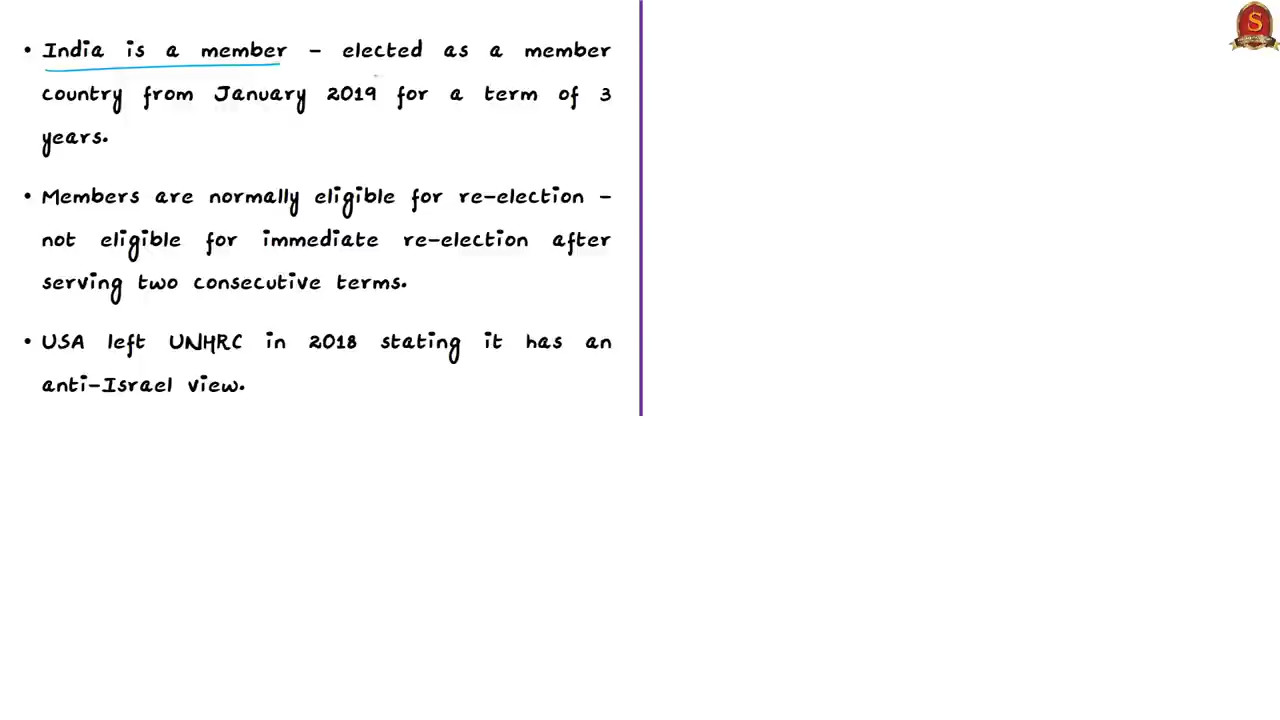 • India is a member – elected as a member
country from January 2019 for a term of 3
years.
• Members are normally eligible for re-election –
not eligible for immediate re-election after
serving two consecutive terms.
• USA left UNHRC in 2018 stating it has an
anti-Israel view.
S